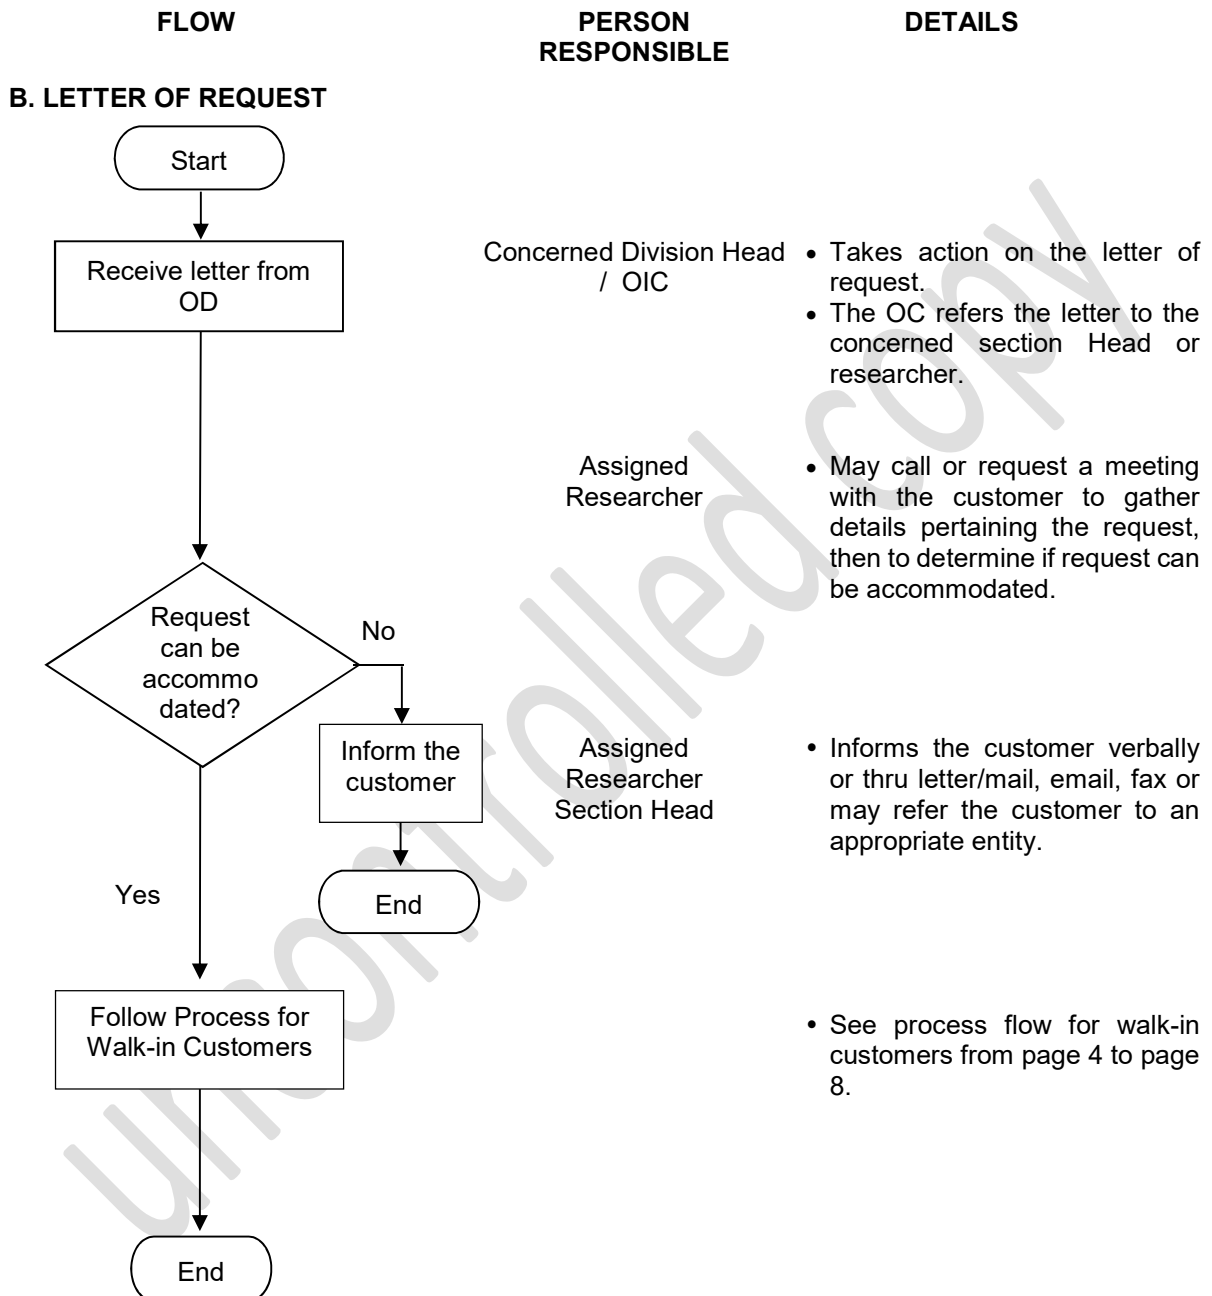 FLOW
PERSON
RESPONSIBLE
DETAILS
B. LETTER OF REQUEST
Start
Receive letter from
OD
Concerned Division Head
/ OIC
• Takes action on the letter of
request.
• The OC refers the letter to the
concerned section Head or
researcher.
Assigned
Researcher
• May call or request a meeting
with the customer to gather
details pertaining the request,
then to determine if request can
be accommodated.
Request
can be
accommo
dated?
No
Inform the
customer
Assigned
Researcher
Section Head
• Informs the customer verbally
or thru letter/mail, email, fax or
may refer the customer to an
appropriate entity.
End
Yes
Follow Process for
Walk-in Customers
• See process flow for walk-in
customers from page 4 to page
8.
End
uncontrolled copy